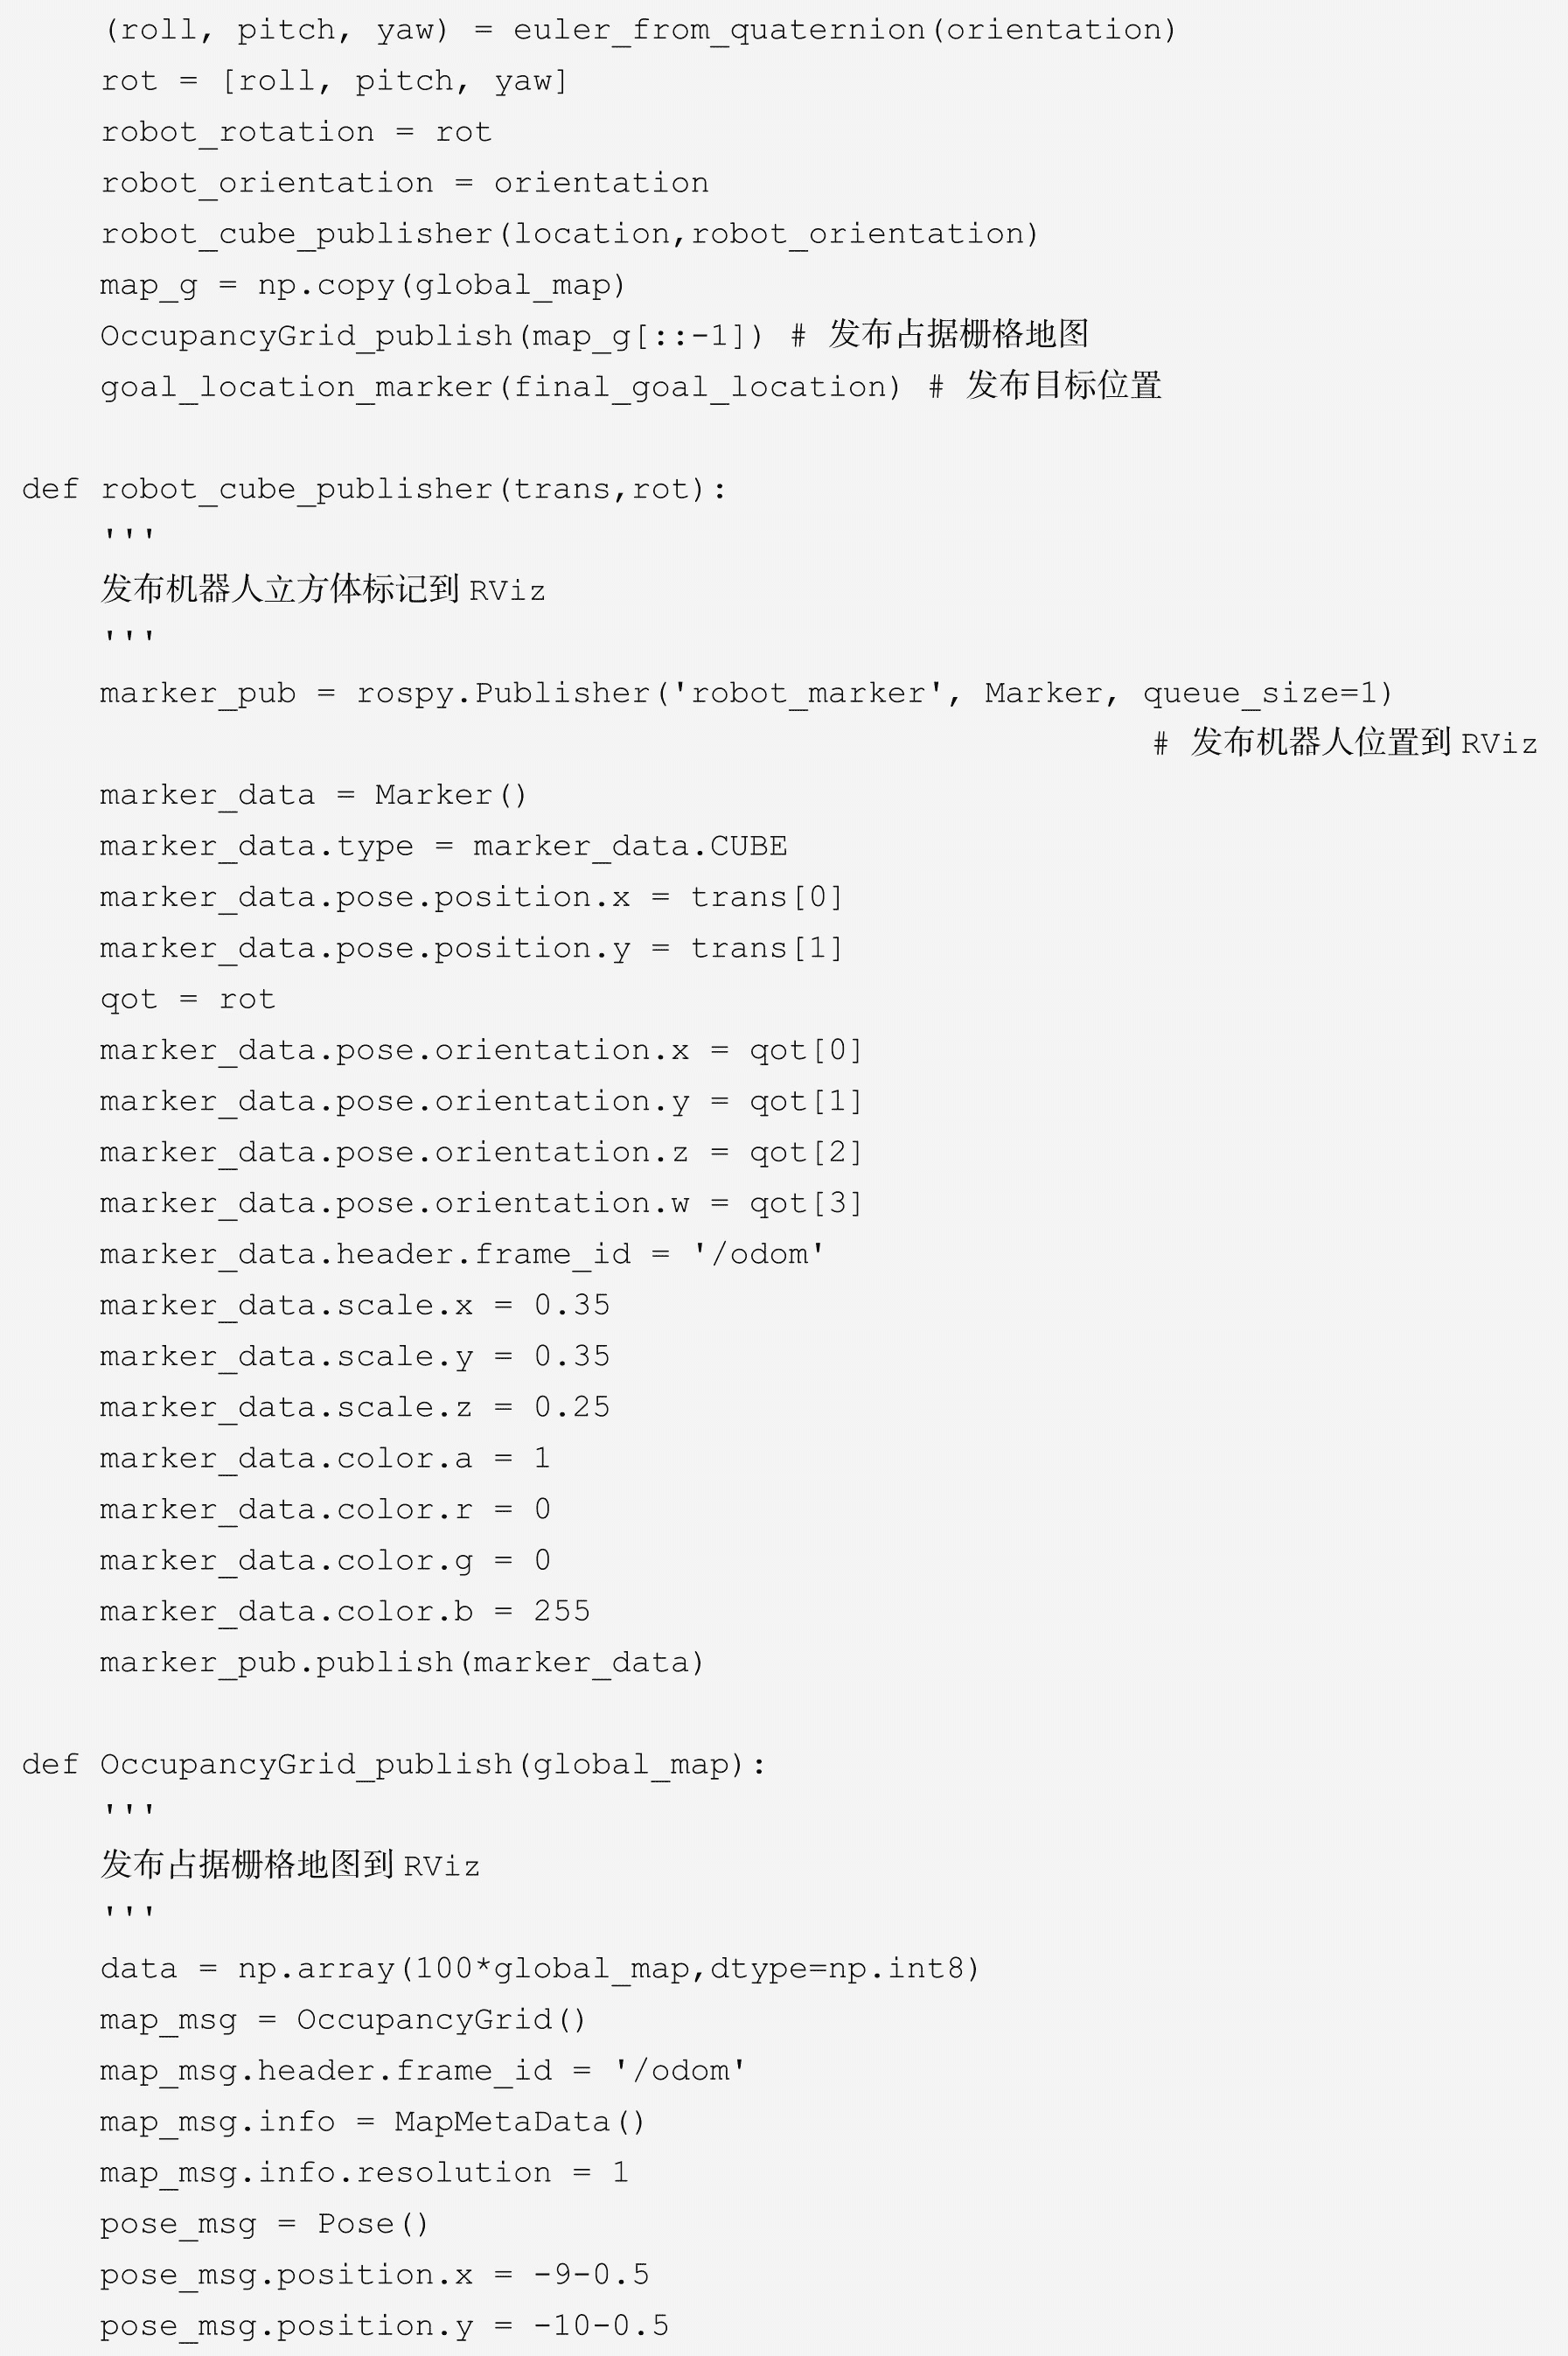 (roll, pitch, yaw) = euler_from_quaternion(orientation)
    rot = [roll, pitch, yaw]
    robot_rotation = rot
    robot_orientation = orientation
    robot_cube_publisher(location,robot_orientation)
    map_g = np.copy(global_map)
    OccupancyGrid_publish(map_g[::-1]) # 发布占据栅格地图
    goal_location_marker(final_goal_location) # 发布目标位置

def robot_cube_publisher(trans,rot):
    '''
    发布机器人立方体标记到 RViz
    '''
    marker_pub = rospy.Publisher('robot_marker', Marker, queue_size=1)
                                                      # 发布机器人位置到 RViz
    marker_data = Marker()
    marker_data.type = marker_data.CUBE
    marker_data.pose.position.x = trans[0]
    marker_data.pose.position.y = trans[1]
    qot = rot
    marker_data.pose.orientation.x = qot[0]
    marker_data.pose.orientation.y = qot[1]
    marker_data.pose.orientation.z = qot[2]
    marker_data.pose.orientation.w = qot[3]
    marker_data.header.frame_id = '/odom'
    marker_data.scale.x = 0.35
    marker_data.scale.y = 0.35
    marker_data.scale.z = 0.25
    marker_data.color.a = 1
    marker_data.color.r = 0
    marker_data.color.g = 0
    marker_data.color.b = 255
    marker_pub.publish(marker_data)

def OccupancyGrid_publish(global_map):
    '''
    发布占据栅格地图到 RViz
    '''
    data = np.array(100*global_map,dtype=np.int8)
    map_msg = OccupancyGrid()
    map_msg.header.frame_id = '/odom'
    map_msg.info = MapMetaData()
    map_msg.info.resolution = 1
    pose_msg = Pose()
    pose_msg.position.x = -9-0.5
    pose_msg.position.y = -10-0.5